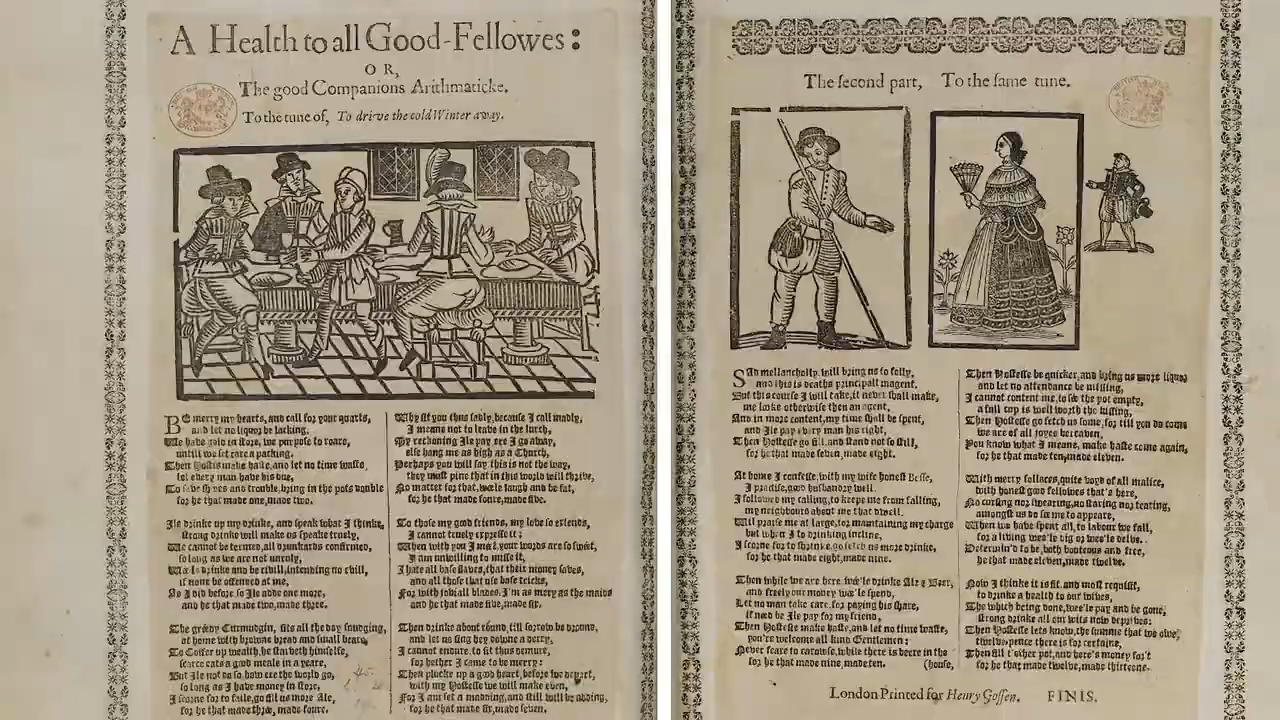 A Health to all Good-Fellowes:
OR,
The good Companions Arithmaticke.
To the tune of, To drive the cold Winter away.
BE merry my hearts, and call for your quarts,
and let no liquor be lacking,
We have gold in store, we purpose to roare,
untill we set care a packing.
Then Hostis make haste, and let no time waste,
let every man have his due,
To save shooes and trouble, bring in the pots double
for he that made one, made two.
Ile drinke up my drinke, and speak what I thinke,
strong drinke will make us speake truely,
We cannot be termed, all drunkards confirmed,
so long as we are not unruly,
Wee'le drinke and be civill, intending no evill,
if none be offended at me,
As I did before, so Ile adde one more,
and he that made two, made three.
The greedy Curmudgin, sits all the day snudging,
at home with browne bread and small beare,
To Coffer up wealth, he starveth himselfe,
scarce eats a good meale in a yeare,
But Ile not do so, how ere the world go,
so long as I have money in store,
I scorne for to faile, go fill us more Ale,
for he that made three, made foure.
Why sit you thus sadly, because I call madly,
I meane not to leave in the lurch,
My reckoning Ile pay ere I go away,
else hang me as high as a Church,
Perhaps you will say, this is not the way,
they must pine that in this world will thrive,
No matter for that, wee'le laugh and be fat,
for he that made foure, made five.
To those my good friends, my love so extends,
I cannot truely expresse it;
When with you I met, your words are so sweet,
I am unwilling to misse it.
I hate all base slaves, that their money saves,
and all those that use base tricks,
For with joviall blades, I'm as mery as the maids
and he that made five, made six.
Then drinke about round, till sorrow be drownd,
and let us sing hey downe a derry,
I cannot endure, to sit thus demure,
for hether I came to be merry:
Then plucke up a good heart, before we depart,
with my Hostesse we will make even,
For I am set a madding, and still will be adding,
for he that made six, made seven.
The second part, To the same tune.
SAd mellancholly will bring us to folly,
and this is deaths principall magent,
But this course I will take, it never shall make,
me looke otherwise then an agent,
And in more content, my time shall be spent,
and Ile pay every man his right,
Then Hostesse go fill, and stand not so still,
for he that made seven, made eight.
At home I confesse, with my wife honest Besse,
I practise, good husbandry well,
I followed my calling, to keepe me from falling,
my neighbours about me that dwell,
Will praise me at large, for maintaining my charge
but when I to drinking incline,
I scorne for to shrinke, go fetch us more drinke,
for he that made eight, made nine.
Then while we are here, wee'le drinke Ale & Beer,
and freely our money wee'le spend,
Let no man take care, for paying his share,
if need be Ile pay for my friend,
Then Hostesse make haste, and let no time waste,
you're welcome all kind Gentlemen:
Never feare to carowse, while there is beere in the
for he that made nine, made ten. (house,
Then Hostesse be quicker, and bring us more liquor
and let no attendance be missing,
I cannot content me, to see the pot empty,
a full cup is well worth the kissing,
Then Hostesse go fetch us some, for till you do come
we are of all joyes bereaven,
You know what I meane, make haste come again,
for he that made ten, made eleven.
With merry sollaces, quite voyd of all malice,
with honest good fellowes that's here,
No cursing nor swearing, no staring nor tearing,
amongst us do seeme to appeare,
When we have spent all, to labour we fall,
for a living wee'le dig or wee'le delve,
Determin'd to be, both bounteous and free,
he that made eleven, made twelve.
Now I thinke it is fit, and most requisit,
to drinke a health to our wives,
The which being done, wee'le pay and be gone,
strong drinke all our wits now deprives:
Then Hostesse lets know, the summe that we owe,
twelve pence there is for certaine,
Then fill t'other pot, and here's money for't
for he that made twelve, made thirteene.
London Printed for Henry Gossen. FINIS.